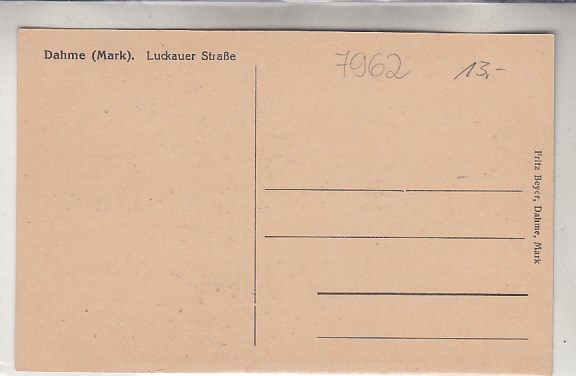 Dahme (Mark). Luckauer Straße
7962
13,-
Fritz Beyer, Dahme, Mark